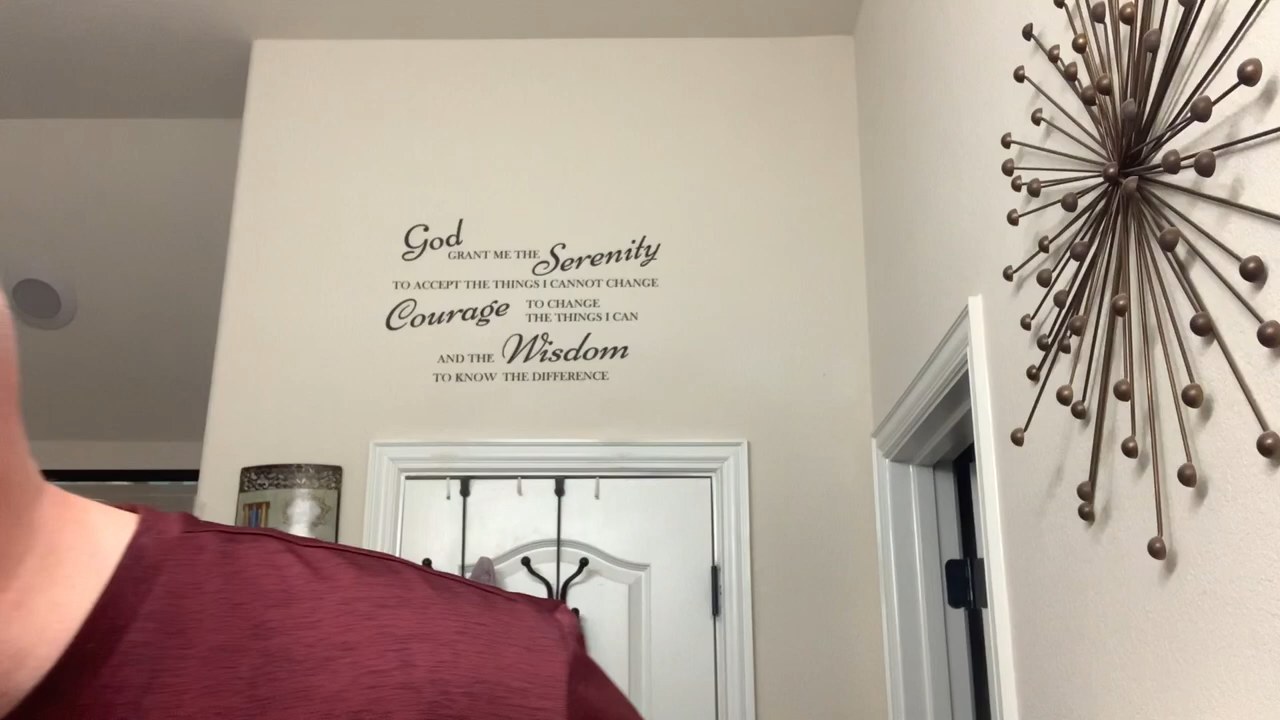 God GRANT ME THE Serenity
TO ACCEPT THE THINGS I CANNOT CHANGE
Courage TO CHANGE
THE THINGS I CAN
AND THE Wisdom
TO KNOW THE DIFFERENCE